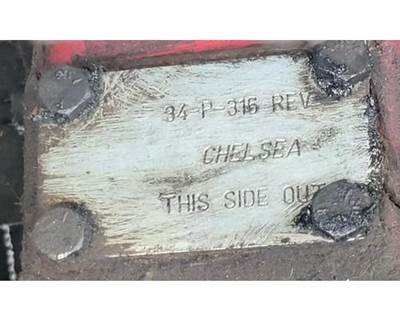 34-P-316 REV
CHELSEA
THIS SIDE OUT